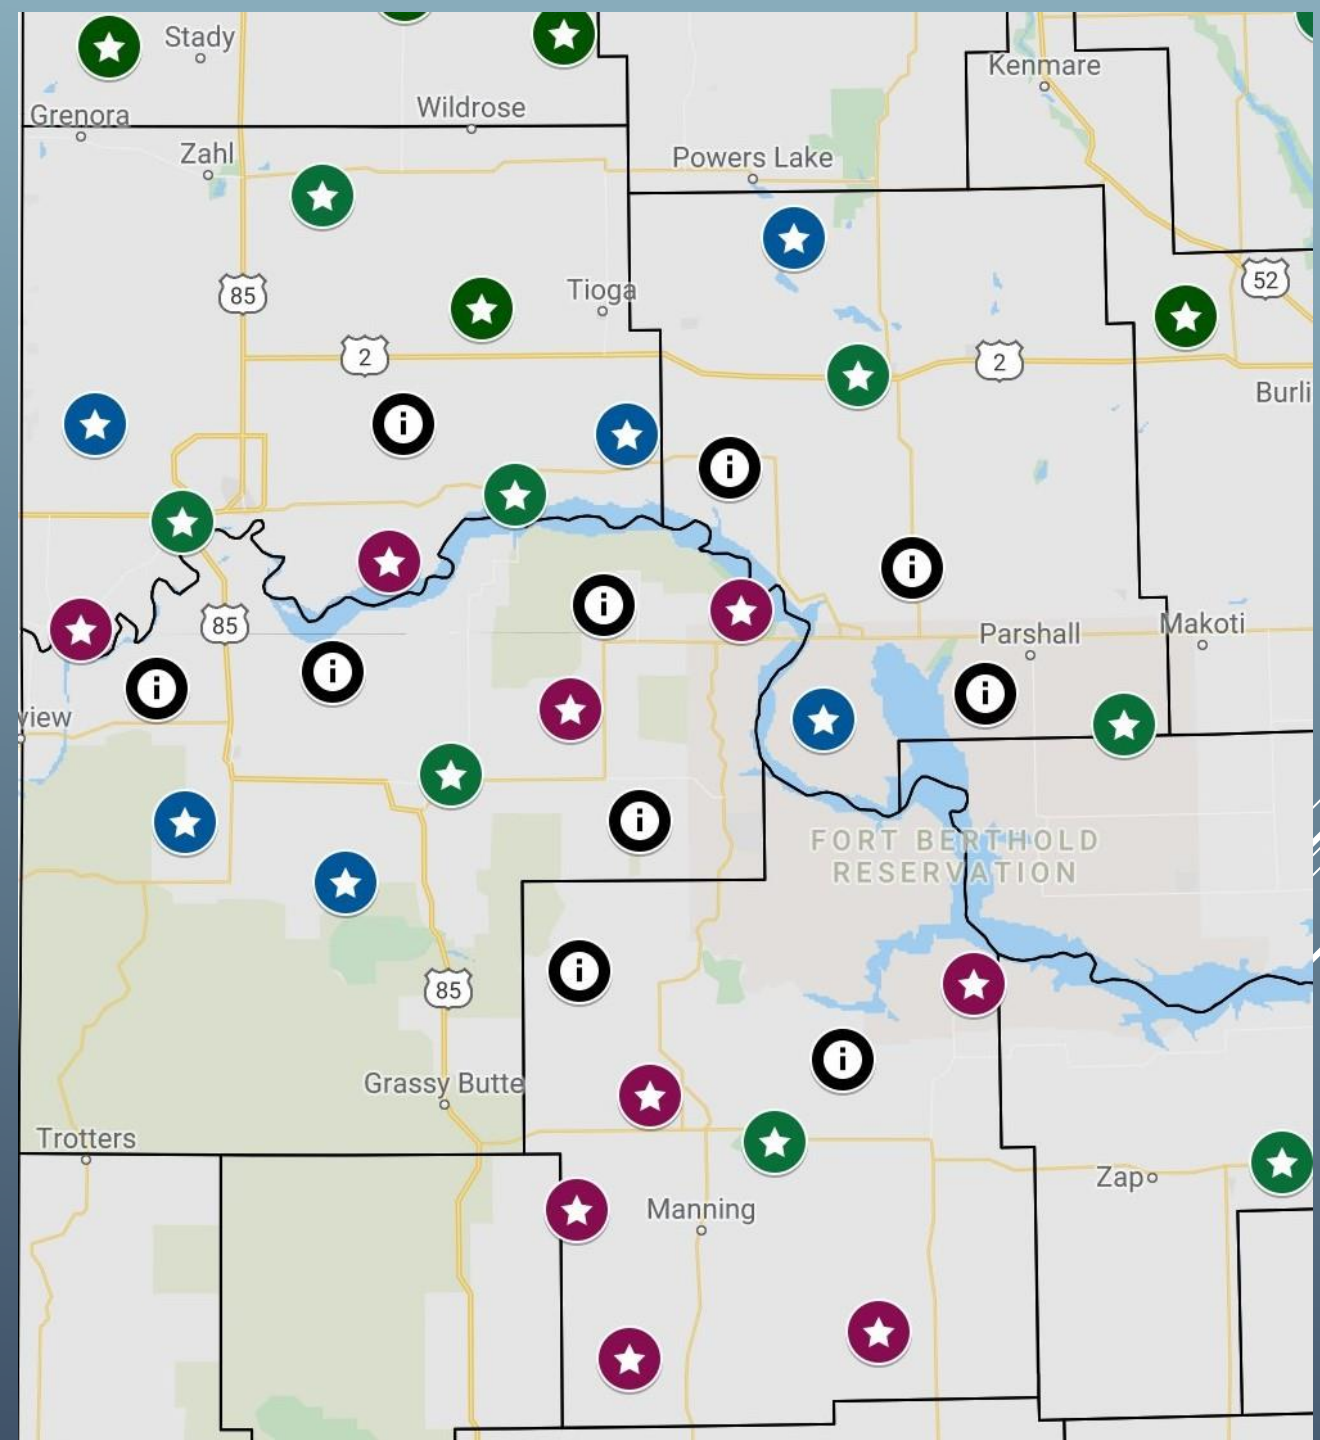 Stady
Kenmare
Grenora
Wildrose
Zahl
Powers Lake
52
85
Tioga
2
2
Burli
i
i
i
i
85
Parshall
Makoti
i
i
i
view
i
FORT BERTHOLD
RESERVATION
i
85
i
Grassy Butte
Trotters
Zap
Manning